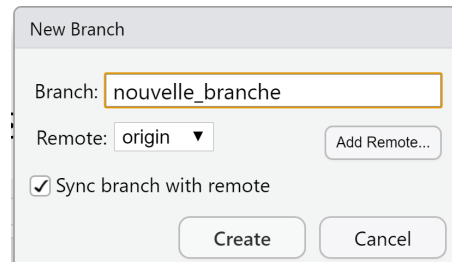 New Branch
Branch: nouvelle_branche
Remote: origin ▼ Add Remote...
Sync branch with remote
Create Cancel